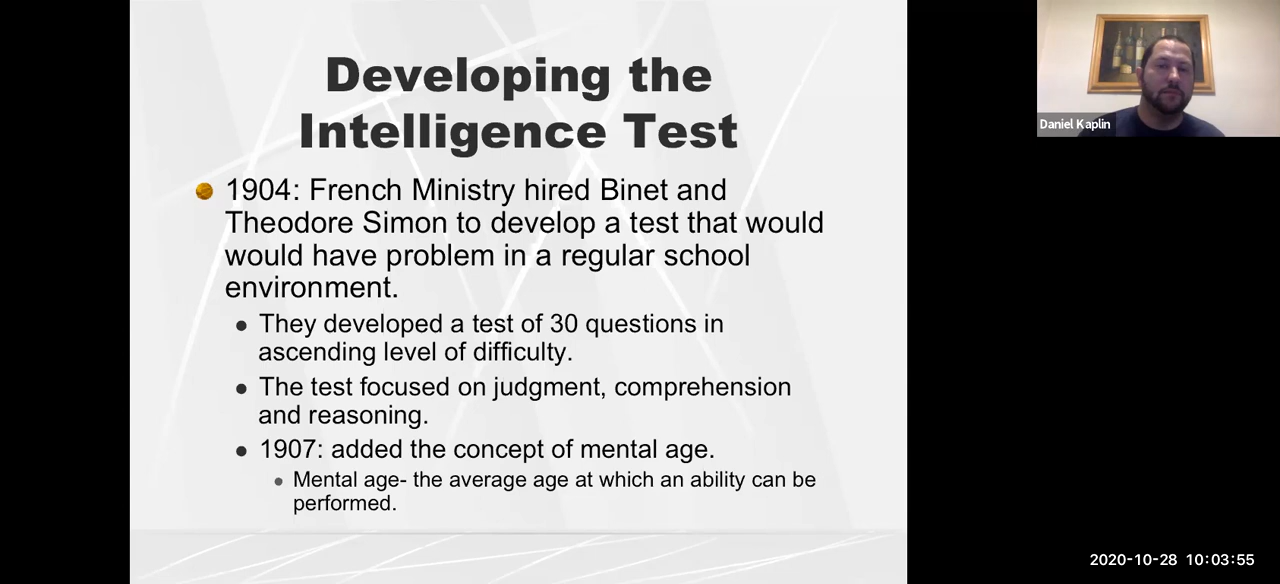 Developing the
Intelligence Test
1904: French Ministry hired Binet and
Theodore Simon to develop a test that would
would have problem in a regular school
environment.
They developed a test of 30 questions in
ascending level of difficulty.
The test focused on judgment, comprehension
and reasoning.
1907: added the concept of mental age.
Mental age- the average age at which an ability can be
performed.
Daniel Kaplin
2020-10-28 10:03:55